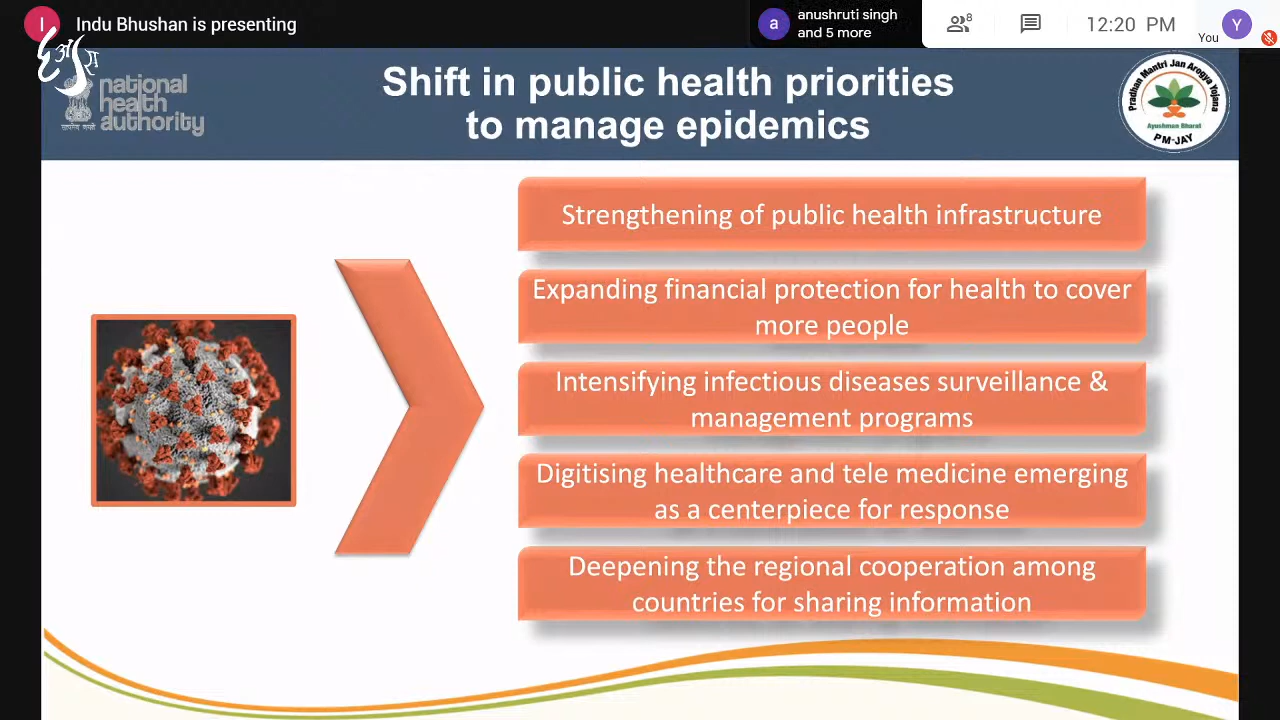 I
Indu Bhushan is presenting
a
anushruti singh
and 5 more
8
12:20 PM
You
Y
national
health
authority
Shift in public health priorities
to manage epidemics
Pradhan Mantri Jan Arogya Yojana
Ayushman Bharat
PM-JAY
Strengthening of public health infrastructure
Expanding financial protection for health to cover
more people
Intensifying infectious diseases surveillance &
management programs
Digitising healthcare and tele medicine emerging
as a centerpiece for response
Deepening the regional cooperation among
countries for sharing information